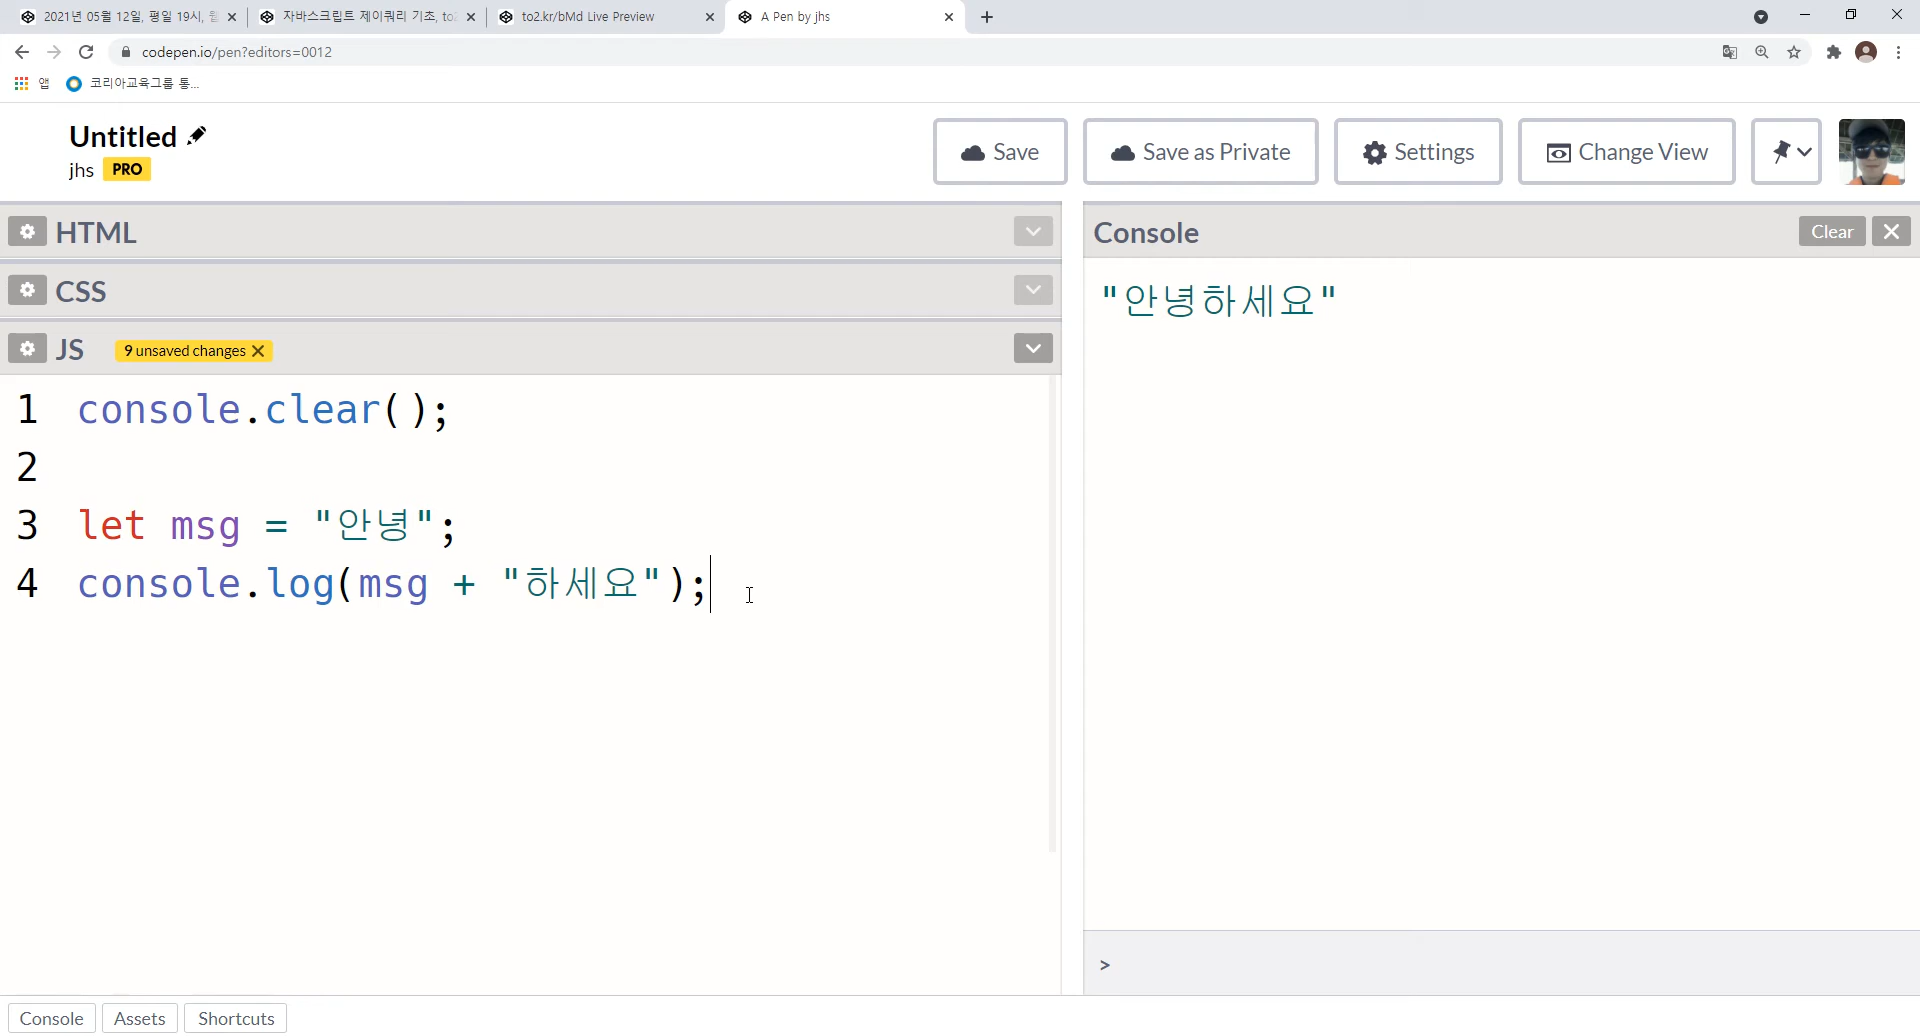 2021년 05월 12일, 평일 19시, 월
자바스크립트 제이쿼리 기초, to2
to2.kr/bMd Live Preview
A Pen by jhs
codepen.io/pen?editors=0012
앱
코리아교육그룹 통...
Untitled
jhs PRO
Save
Save as Private
Settings
Change View
HTML
CSS
JS
9 unsaved changes
1 console.clear();
2
3 let msg = "안녕";
4 console.log(msg + "하세요");
Console
Clear
"안녕하세요"
>
Console
Assets
Shortcuts